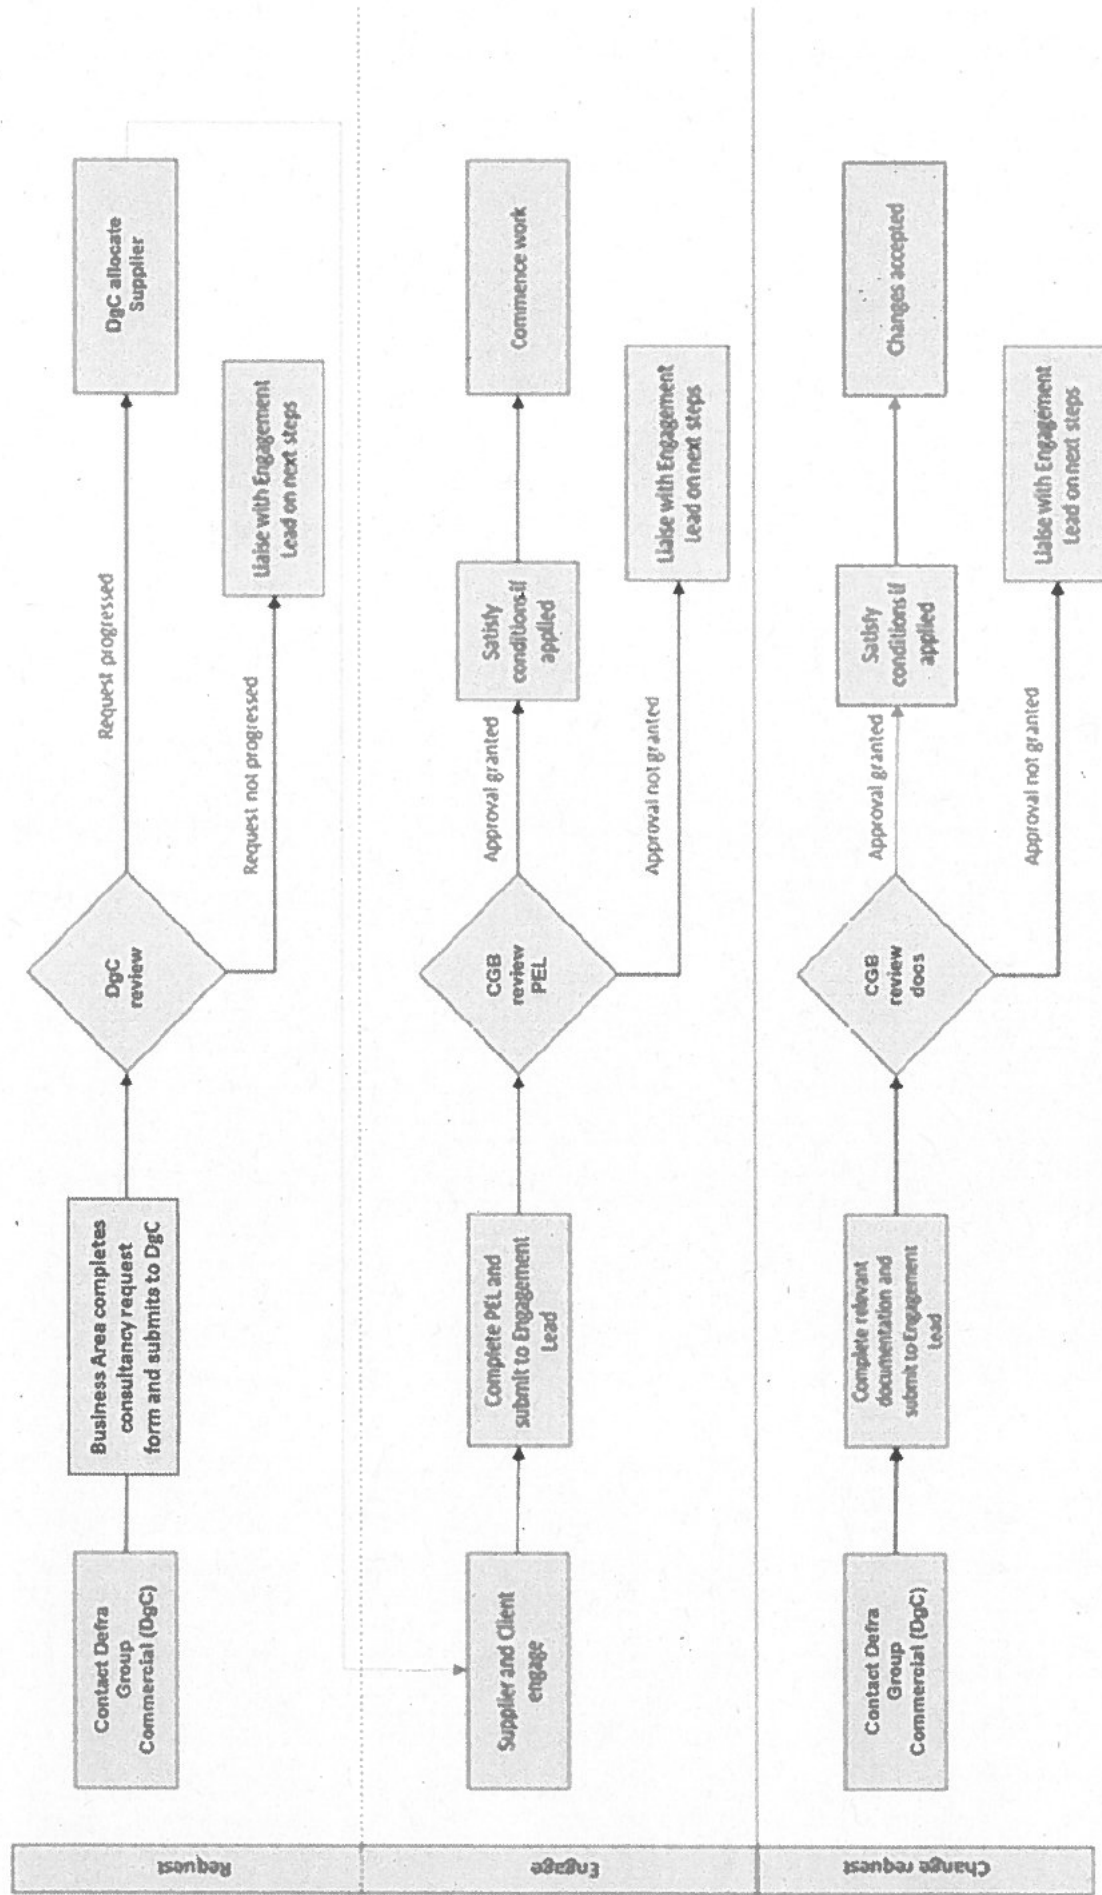 Request
Contact Defra
Group
Commercial (DgC)
Business Area completes
consultancy request
form and submits to DgC
DgC
review
Request progressed
DgC allocate
Supplier
Request not progressed
Liaise with Engagement
Lead on next steps
Engage
Supplier and Client
engage
Complete PEL and
submit to Engagement
Lead
CGB
review
PEL
Approval granted
Satisfy
conditions if
applied
Commence work
Approval not granted
Liaise with Engagement
Lead on next steps
Change request
Contact Defra
Group
Commercial (DgC)
Complete relevant
documentation and
submit to Engagement
Lead
CGB
review
docs
Approval granted
Satisfy
conditions if
applied
Changes accepted
Approval not granted
Liaise with Engagement
Lead on next steps